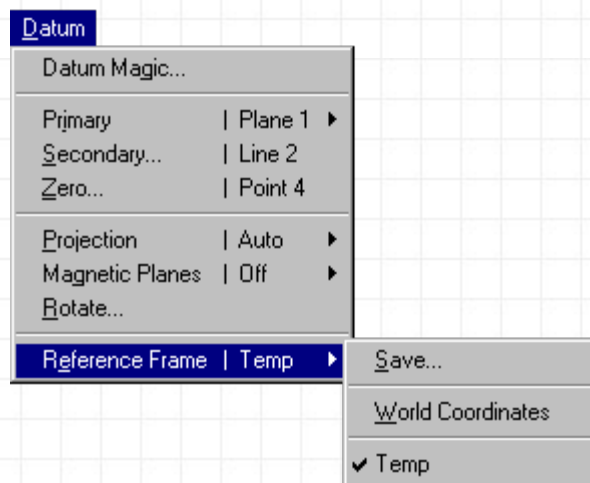 Datum
Datum Magic...
Primary | Plane 1
Secondary... | Line 2
Zero... | Point 4
Projection | Auto
Magnetic Planes | Off
Rotate...
Reference Frame | Temp
Save...
World Coordinates
Temp